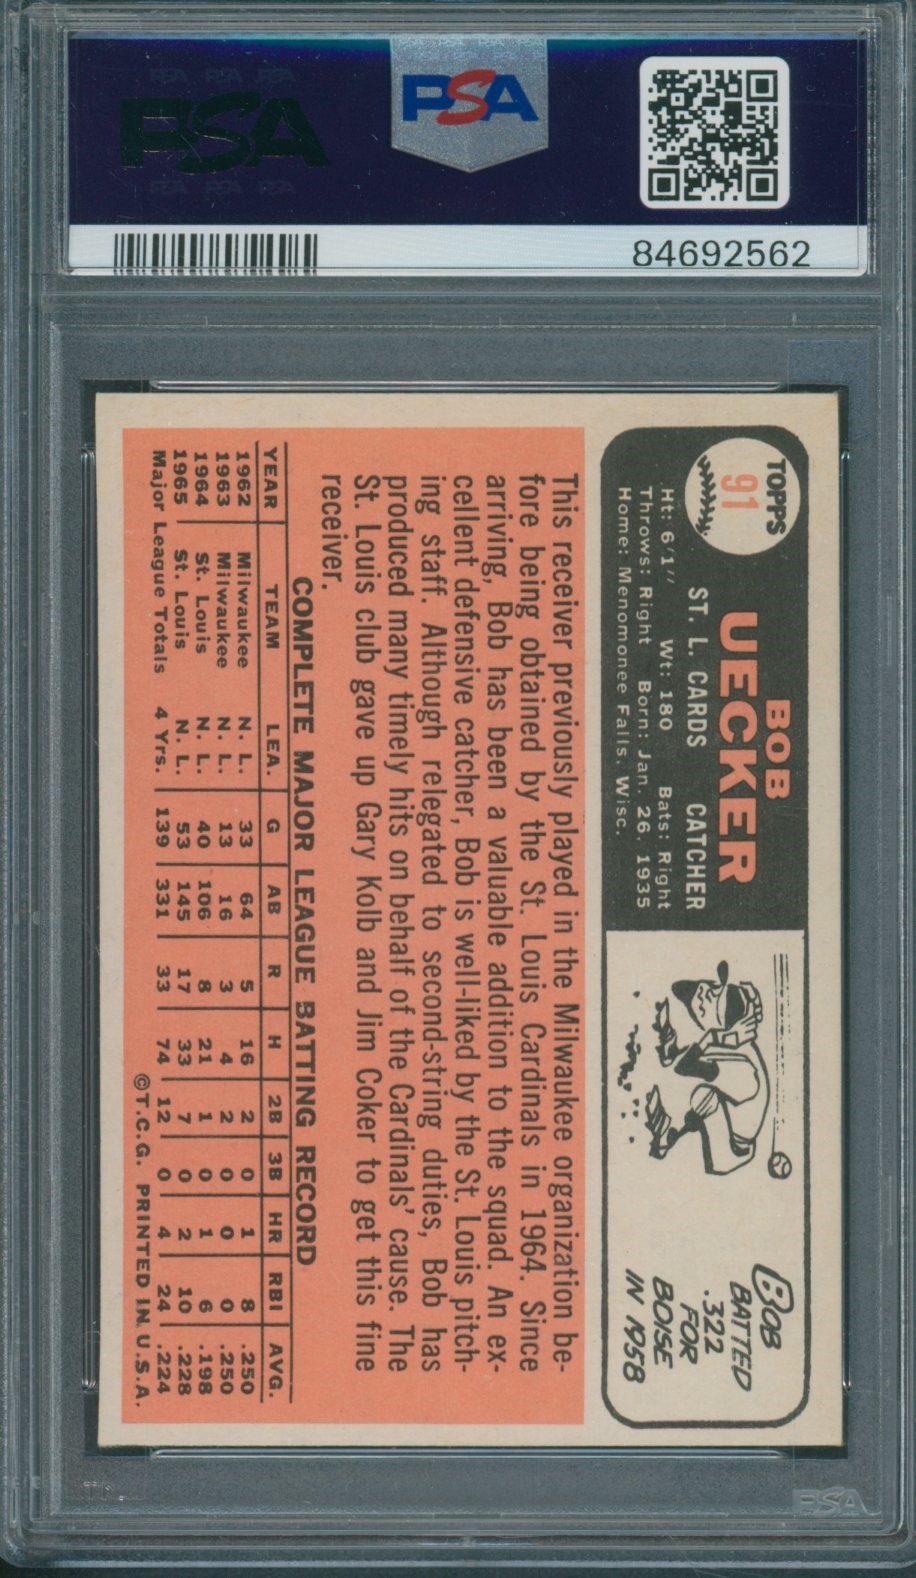 PSA PSA PSA
PSA
PSA PSA PSA
PSA
84692562
TOPPS
91
BOB
UECKER
ST. L. CARDS CATCHER
Ht: 6'1" Wt: 180 Bats: Right
Throws: Right Born: Jan. 26, 1935
Home: Menomonee Falls, Wisc.
BOB
BATTED
.322
FOR
BOISE
IN 1958
This receiver previously played in the Milwaukee organization be-
fore being obtained by the St. Louis Cardinals in 1964. Since
arriving, Bob has been a valuable addition to the squad. An ex-
cellent defensive catcher, Bob is well-liked by the St. Louis pitch-
ing staff. Although relegated to second-string duties, Bob has
produced many timely hits on behalf of the Cardinals' cause. The
St. Louis club gave up Gary Kolb and Jim Coker to get this fine
receiver.
COMPLETE MAJOR LEAGUE BATTING RECORD
YEAR TEAM LEA. G AB R H 2B 3B HR RBI AVG.
1962 Milwaukee N. L. 33 64 5 16 2 0 1 8 .250
1963 Milwaukee N. L. 13 16 3 4 2 0 0 0 .250
1964 St. Louis N. L. 40 106 8 21 1 0 1 6 .198
1965 St. Louis N. L. 53 145 17 33 7 0 2 10 .228
Major League Totals 4 Yrs. 139 331 33 74 12 0 4 24 .224
©T.C.G. PRINTED IN U.S.A.
PSA